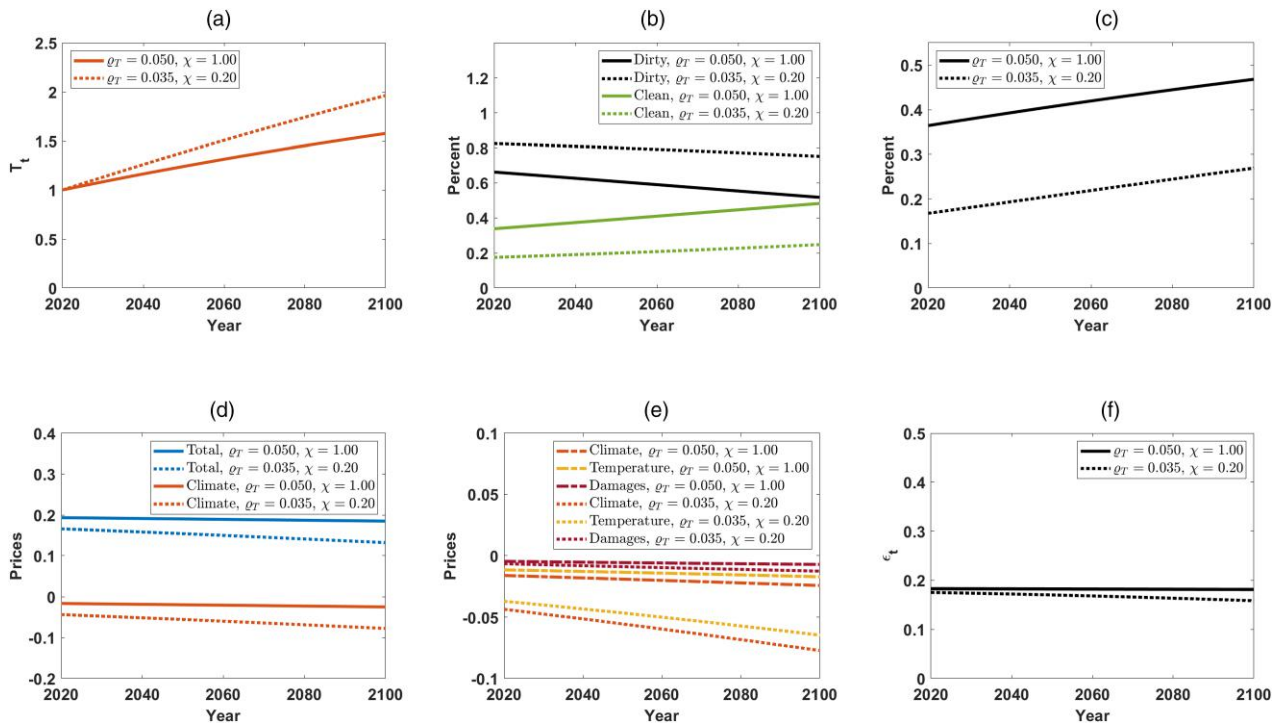 (a)
2.5
2
1.5
1
0.5
0
T_t
ϱ_T = 0.050, χ = 1.00
ϱ_T = 0.035, χ = 0.20
2020 2040 2060 2080 2100
Year
(b)
1.2
1
0.8
0.6
0.4
0.2
0
Percent
Dirty, ϱ_T = 0.050, χ = 1.00
Dirty, ϱ_T = 0.035, χ = 0.20
Clean, ϱ_T = 0.050, χ = 1.00
Clean, ϱ_T = 0.035, χ = 0.20
2020 2040 2060 2080 2100
Year
(c)
0.5
0.4
0.3
0.2
0.1
0
Percent
ϱ_T = 0.050, χ = 1.00
ϱ_T = 0.035, χ = 0.20
2020 2040 2060 2080 2100
Year
(d)
0.4
0.3
0.2
0.1
0
-0.1
-0.2
Prices
Total, ϱ_T = 0.050, χ = 1.00
Total, ϱ_T = 0.035, χ = 0.20
Climate, ϱ_T = 0.050, χ = 1.00
Climate, ϱ_T = 0.035, χ = 0.20
2020 2040 2060 2080 2100
Year
(e)
0.1
0.05
0
-0.05
-0.1
Prices
Climate, ϱ_T = 0.050, χ = 1.00
Temperature, ϱ_T = 0.050, χ = 1.00
Damages, ϱ_T = 0.050, χ = 1.00
Climate, ϱ_T = 0.035, χ = 0.20
Temperature, ϱ_T = 0.035, χ = 0.20
Damages, ϱ_T = 0.035, χ = 0.20
2020 2040 2060 2080 2100
Year
(f)
0.5
0.4
0.3
0.2
0.1
0
ϵ_t
ϱ_T = 0.050, χ = 1.00
ϱ_T = 0.035, χ = 0.20
2020 2040 2060 2080 2100
Year